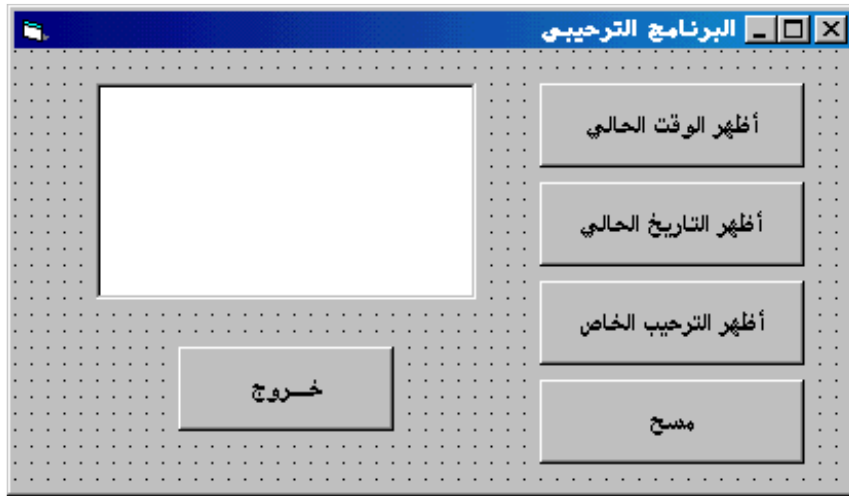 البرنامج الترحيبي
أظهر الوقت الحالي
أظهر التاريخ الحالي
أظهر الترحيب الخاص
خـــروج
مسح